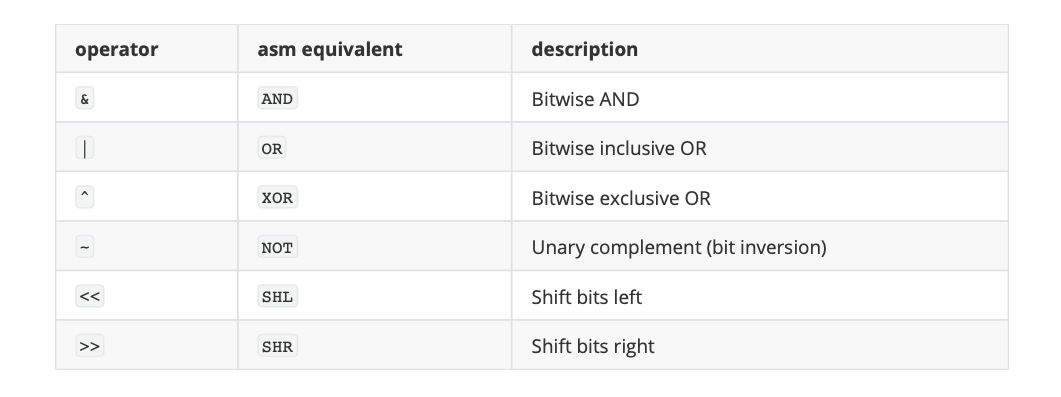 operator asm equivalent description
& AND Bitwise AND
| OR Bitwise inclusive OR
^ XOR Bitwise exclusive OR
~ NOT Unary complement (bit inversion)
<< SHL Shift bits left
>> SHR Shift bits right